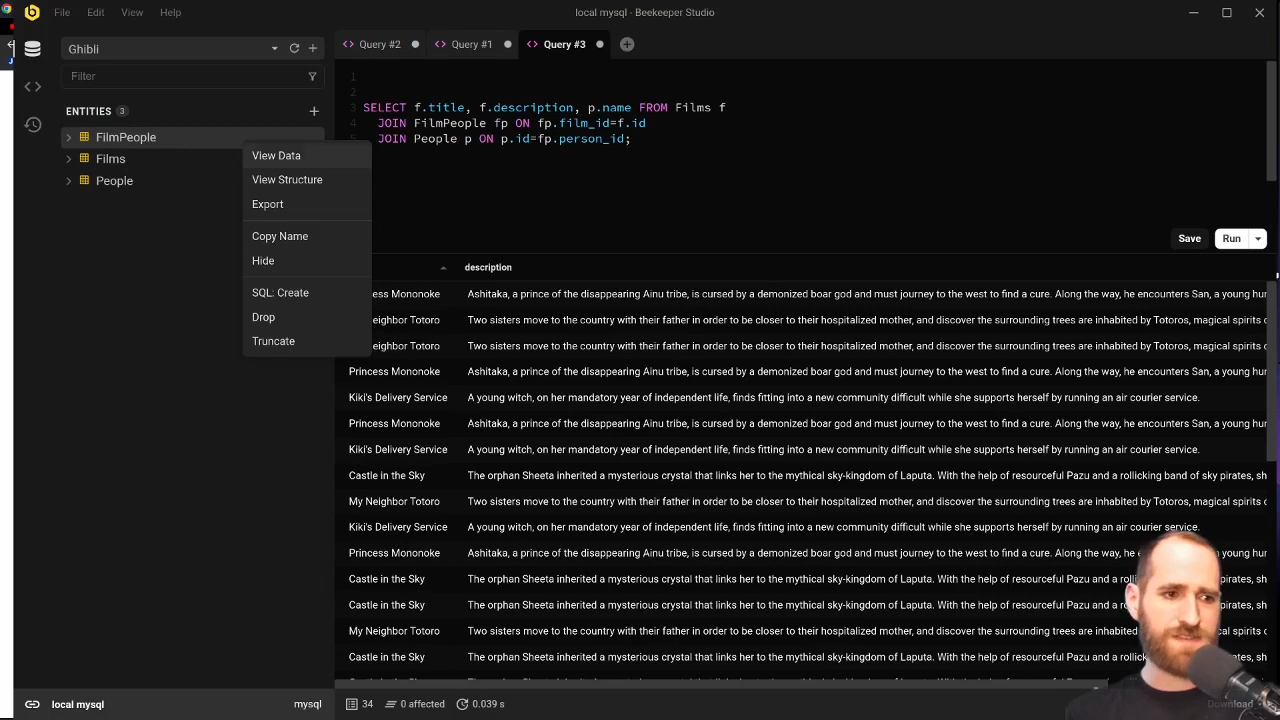 File Edit View Help
local mysql - Beekeeper Studio
Ghibli
Filter
ENTITIES 3
FilmPeople
Films
People
View Data
View Structure
Export
Copy Name
Hide
SQL: Create
Drop
Truncate
Query #2
Query #1
Query #3
1
2
3 SELECT f.title, f.description, p.name FROM Films f
JOIN FilmPeople fp ON fp.film_id=f.id
JOIN People p ON p.id=fp.person_id;
Save
Run
description
ess Mononoke Ashitaka, a prince of the disappearing Ainu tribe, is cursed by a demonized boar god and must journey to the west to find a cure. Along the way, he encounters San, a young hur
eighbor Totoro Two sisters move to the country with their father in order to be closer to their hospitalized mother, and discover the surrounding trees are inhabited by Totoros, magical spirits c
eighbor Totoro Two sisters move to the country with their father in order to be closer to their hospitalized mother, and discover the surrounding trees are inhabited by Totoros, magical spirits c
Princess Mononoke Ashitaka, a prince of the disappearing Ainu tribe, is cursed by a demonized boar god and must journey to the west to find a cure. Along the way, he encounters San, a young hur
Kiki's Delivery Service A young witch, on her mandatory year of independent life, finds fitting into a new community difficult while she supports herself by running an air courier service.
Princess Mononoke Ashitaka, a prince of the disappearing Ainu tribe, is cursed by a demonized boar god and must journey to the west to find a cure. Along the way, he encounters San, a young hur
Kiki's Delivery Service A young witch, on her mandatory year of independent life, finds fitting into a new community difficult while she supports herself by running an air courier service.
Castle in the Sky The orphan Sheeta inherited a mysterious crystal that links her to the mythical sky-kingdom of Laputa. With the help of resourceful Pazu and a rollicking band of sky pirates, sh
My Neighbor Totoro Two sisters move to the country with their father in order to be closer to their hospitalized mother, and discover the surrounding trees are inhabited by Totoros, magical spirits c
Kiki's Delivery Service A young witch, on her mandatory year of independent life, finds fitting into a new community difficult while she supports herself by running an air courier service.
Princess Mononoke Ashitaka, a prince of the disappearing Ainu tribe, is cursed by a demonized boar god and must journey to the west to find a cure. Along the way, he e ers San, a young hur
Castle in the Sky The orphan Sheeta inherited a mysterious crystal that links her to the mythical sky-kingdom of Laputa. With the help of resourceful Pazu and a rolli pirates, sh
Castle in the Sky The orphan Sheeta inherited a mysterious crystal that links her to the mythical sky-kingdom of Laputa. With the help of resourceful Pazu and a rollick pirates, sh
My Neighbor Totoro Two sisters move to the country with their father in order to be closer to their hospitalized mother, and discover the surrounding trees are inhabited cal spirits c
Castle in the Sky The orphan Sheeta inherited a mysterious crystal that links her to the mythical sky-kingdom of Laputa. With the help of resourceful Pazu and a rollick pirates, sh
local mysql mysql
34 0 affected 0.039 s
Download